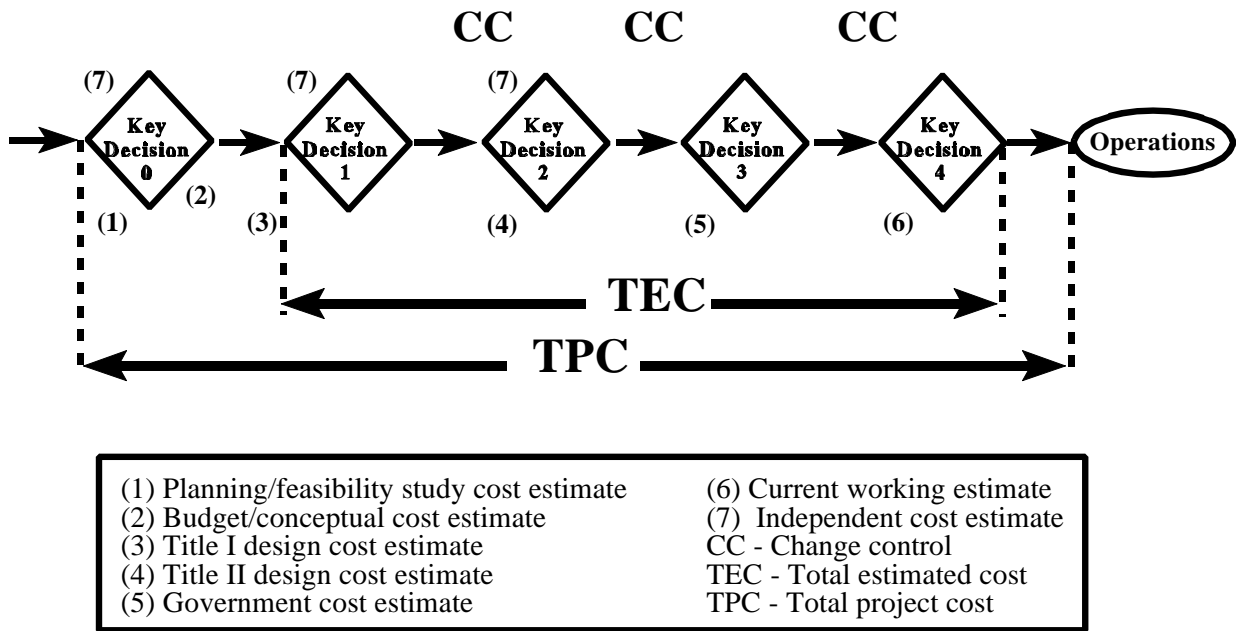 CC CC CC
(7) (7) (7)
Key Decision 0
Key Decision 1
Key Decision 2
Key Decision 3
Key Decision 4
Operations
(1) (2) (3) (4) (5) (6)
TEC
TPC
(1) Planning/feasibility study cost estimate
(2) Budget/conceptual cost estimate
(3) Title I design cost estimate
(4) Title II design cost estimate
(5) Government cost estimate
(6) Current working estimate
(7) Independent cost estimate
CC - Change control
TEC - Total estimated cost
TPC - Total project cost